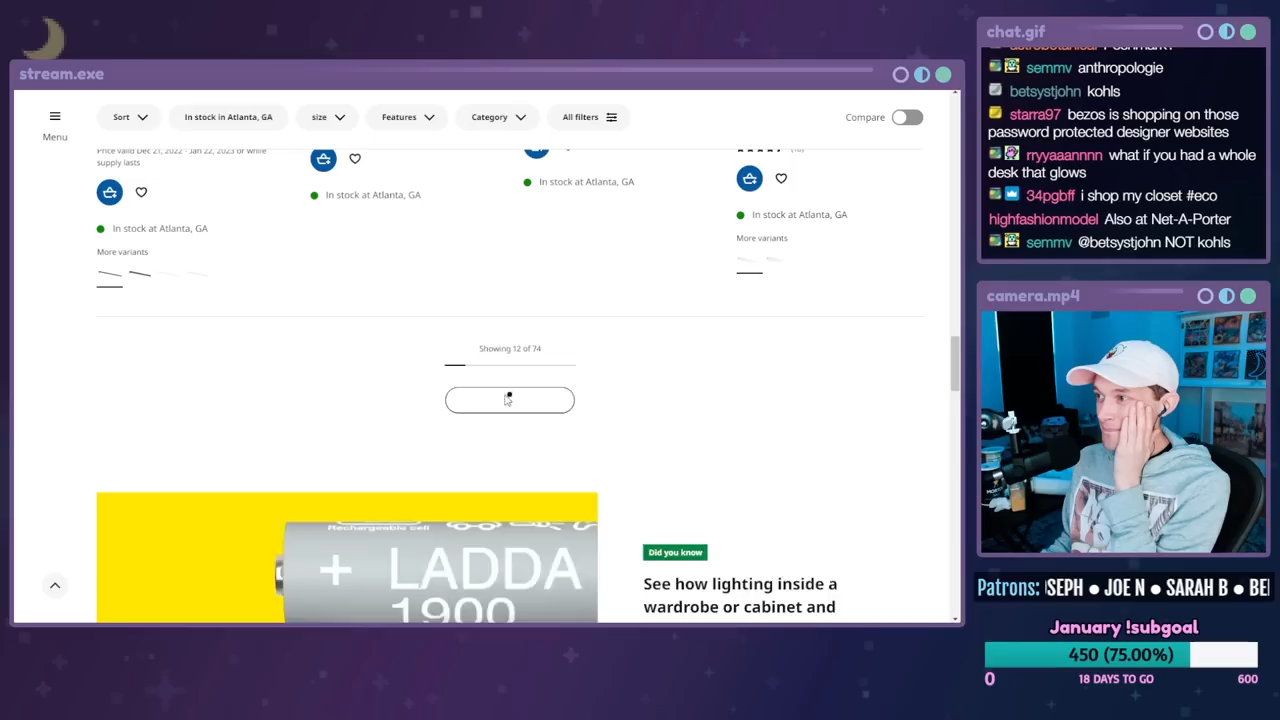 stream.exe
Menu
Sort
In stock in Atlanta, GA
size
Features
Category
All filters
Compare
Price valid Dec 21, 2022 - Jan 22, 2023 or while
supply lasts
In stock at Atlanta, GA
More variants
In stock at Atlanta, GA
In stock at Atlanta, GA
In stock at Atlanta, GA
More variants
Showing 12 of 74
Rechargeable cell
+ LADDA
1900
Did you know
See how lighting inside a
wardrobe or cabinet and
chat.gif
semmv anthropologie
betsystjohn kohls
starra97 bezos is shopping on those
password protected designer websites
rryyaannnn what if you had a whole
desk that glows
34pgbff i shop my closet #eco
highfashionmodel Also at Net-A-Porter
semmv @betsystjohn NOT kohls
camera.mp4
Patrons: SEPH ● JOE N ● SARAH B ● BE
January !subgoal
450 (75.00%)
0
18 DAYS TO GO
600